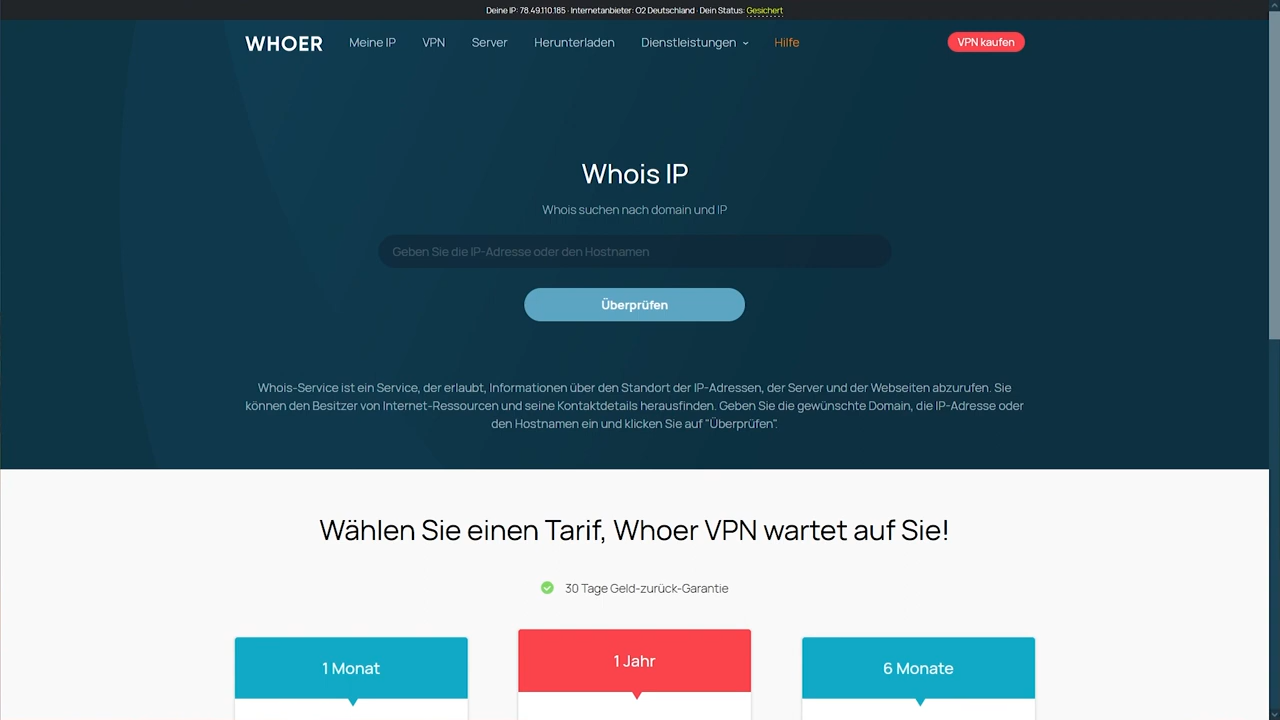 Deine IP: 78.49.110.185 · Internetanbieter: O2 Deutschland · Dein Status: Gesichert
WHOER Meine IP VPN Server Herunterladen Dienstleistungen Hilfe VPN kaufen
Whois IP
Whois suchen nach domain und IP
Geben Sie die IP-Adresse oder den Hostnamen
Überprüfen
Whois-Service ist ein Service, der erlaubt, Informationen über den Standort der IP-Adressen, der Server und der Webseiten abzurufen. Sie
können den Besitzer von Internet-Ressourcen und seine Kontaktdetails herausfinden. Geben Sie die gewünschte Domain, die IP-Adresse oder
den Hostnamen ein und klicken Sie auf "Überprüfen".
Wählen Sie einen Tarif, Whoer VPN wartet auf Sie!
30 Tage Geld-zurück-Garantie
1 Monat
1 Jahr
6 Monate